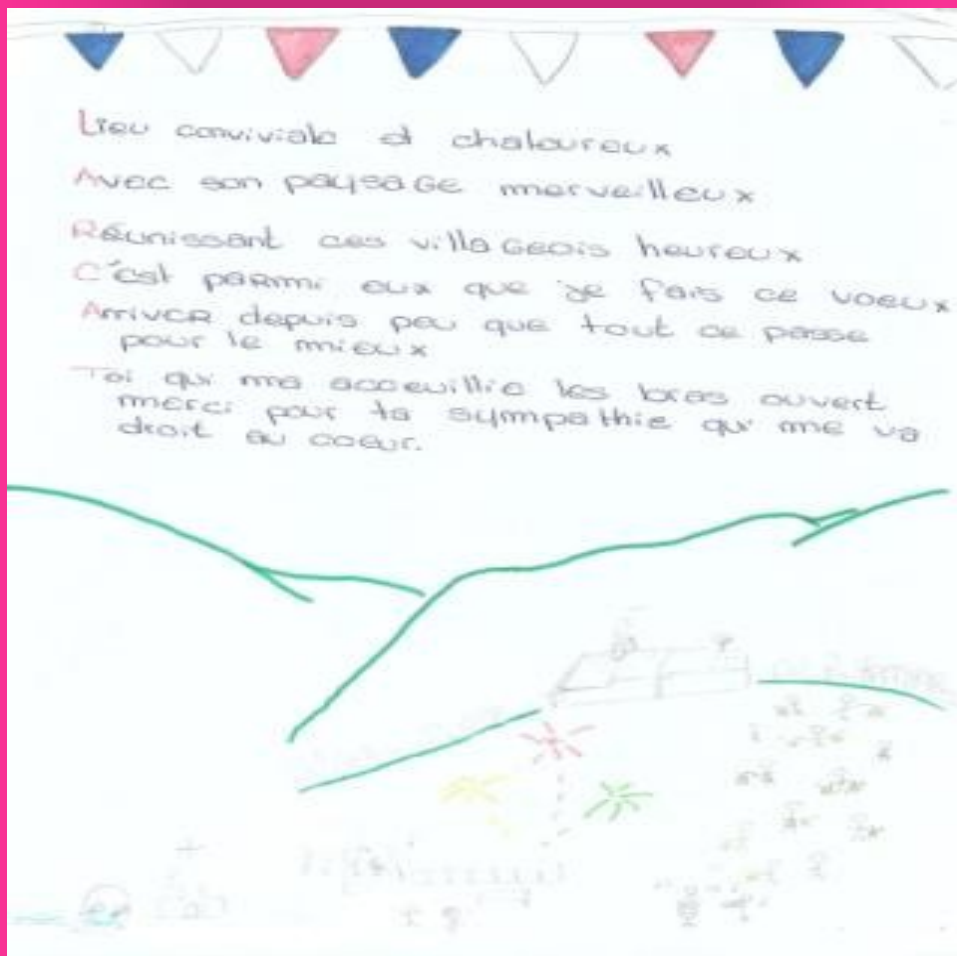 Lieu conviviale et chaloureux
Avec son paysage merveilleux
Réunissant ces villageois heureux
C'est parmi eux que je fais ce voeux
Arriver depuis peu que tout ce passe
pour le mieux
Toi qui ma acceuillie les bras ouvert
merci pour ta sympathie qui me va
droit au coeur.